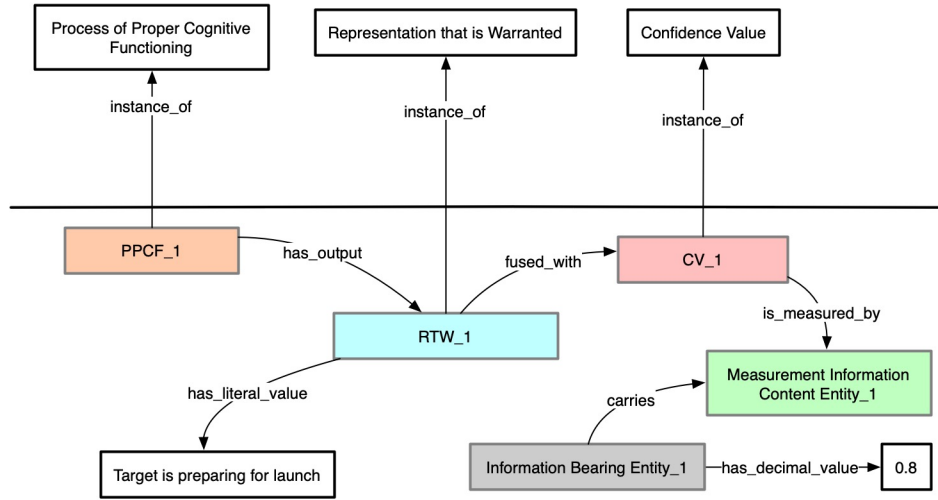 Process of Proper Cognitive
Functioning
Representation that is Warranted
Confidence Value
instance_of
instance_of
instance_of
PPCF_1
has_output
fused_with
CV_1
is_measured_by
RTW_1
has_literal_value
Measurement Information
Content Entity_1
carries
Target is preparing for launch
Information Bearing Entity_1
has_decimal_value
0.8